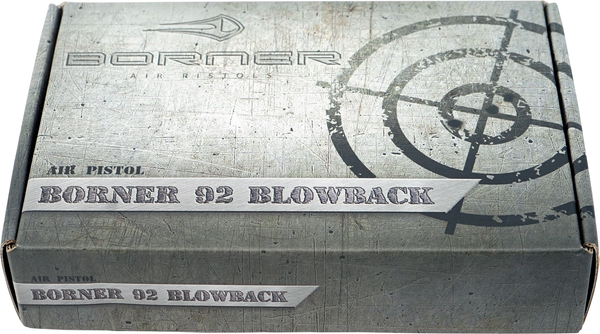 BORNER
AIR PISTOLS
AIR PISTOL
BORNER 92 BLOWBACK
AIR PISTOL
BORNER 92 BLOWBACK